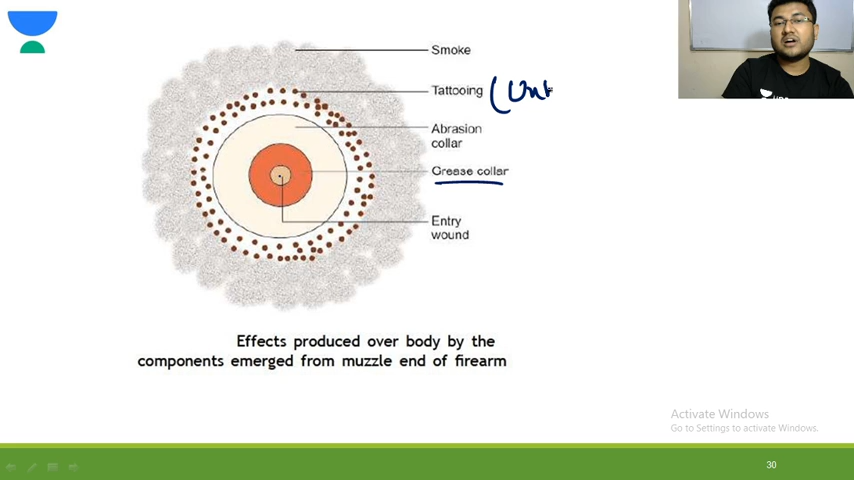 Smoke
Tattooing
Abrasion
collar
Grease collar
Entry
wound
Effects produced over body by the
components emerged from muzzle end of firearm
Activate Windows
Go to Settings to activate Windows.
30